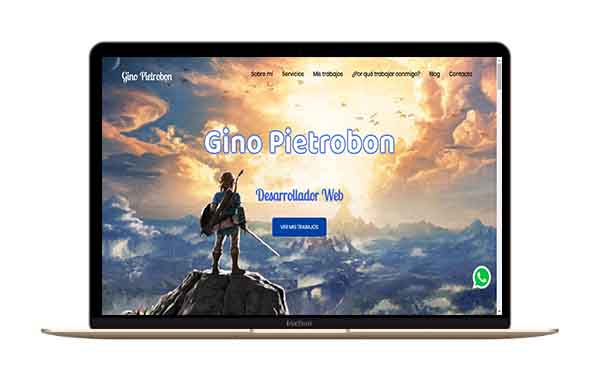 Gino Pietrobon
Sobre mí Servicios Mis trabajos ¿Por qué trabajar conmigo? Blog Contacto
Gino Pietrobon
Desarrollador Web
VER MIS TRABAJOS
MacBook